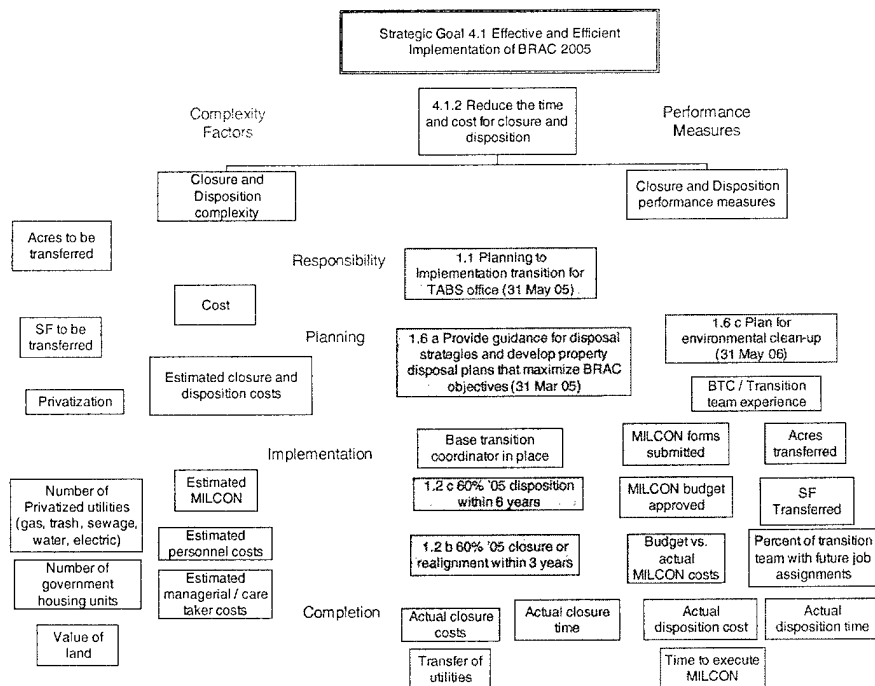 Strategic Goal 4.1 Effective and Efficient
Implementation of BRAC 2005
Complexity
Factors
4.1.2 Reduce the time
and cost for closure and
disposition
Performance
Measures
Closure and
Disposition
complexity
Closure and Disposition
performance measures
Acres to be
transferred
Responsibility
1.1 Planning to
Implementation transition for
TABS office (31 May 05)
Cost
SF to be
transferred
Planning
1.6 a Provide guidance for disposal
strategies and develop property
disposal plans that maximize BRAC
objectives (31 Mar 05)
1.6 c Plan for
environmental clean-up
(31 May 06)
Estimated closure and
disposition costs
Privatization
BTC / Transition
team experience
Implementation
Base transition
coordinator in place
MILCON forms
submitted
Acres
transferred
Number of
Privatized utilities
(gas, trash, sewage,
water, electric)
Estimated
MILCON
1.2 c 60% '05 disposition
within 6 years
MILCON budget
approved
SF
Transferred
Estimated
personnel costs
1.2 b 60% '05 closure or
realignment within 3 years
Budget vs.
actual
MILCON costs
Percent of transition
team with future job
assignments
Number of
government
housing units
Estimated
managerial / care
taker costs
Completion
Actual closure
costs
Actual closure
time
Actual
disposition cost
Actual
disposition time
Value of
land
Transfer of
utilities
Time to execute
MILCON